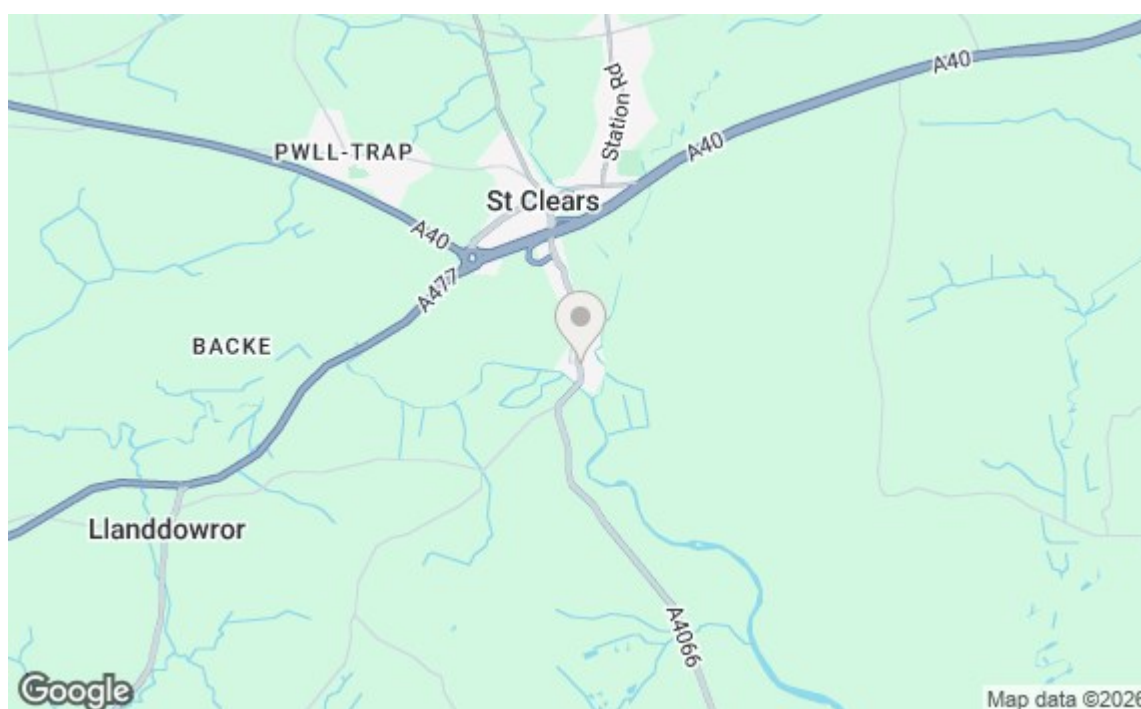 A40
Station Rd
PWLL-TRAP
A40
St Clears
A40
A477
BACKE
Llanddowror
A4066
Google
Map data ©2026